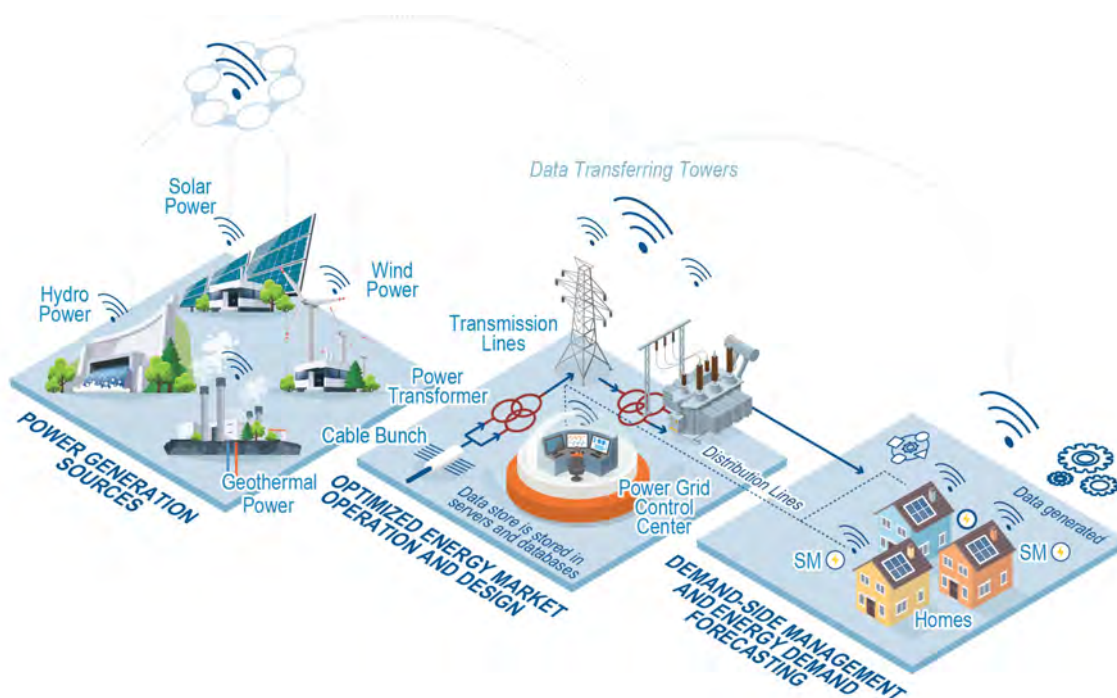 Data Transferring Towers
Solar
Power
Wind
Power
Hydro
Power
Geothermal
Power
POWER GENERATION
SOURCES
Transmission
Lines
Power
Transformer
Cable Bunch
Power Grid
Control
Center
Data store is stored in
servers and databases
OPTIMIZED ENERGY MARKET
OPERATION AND DESIGN
Distribution Lines
Data generated
SM
SM
Homes
DEMAND-SIDE MANAGEMENT
AND ENERGY DEMAND
FORECASTING